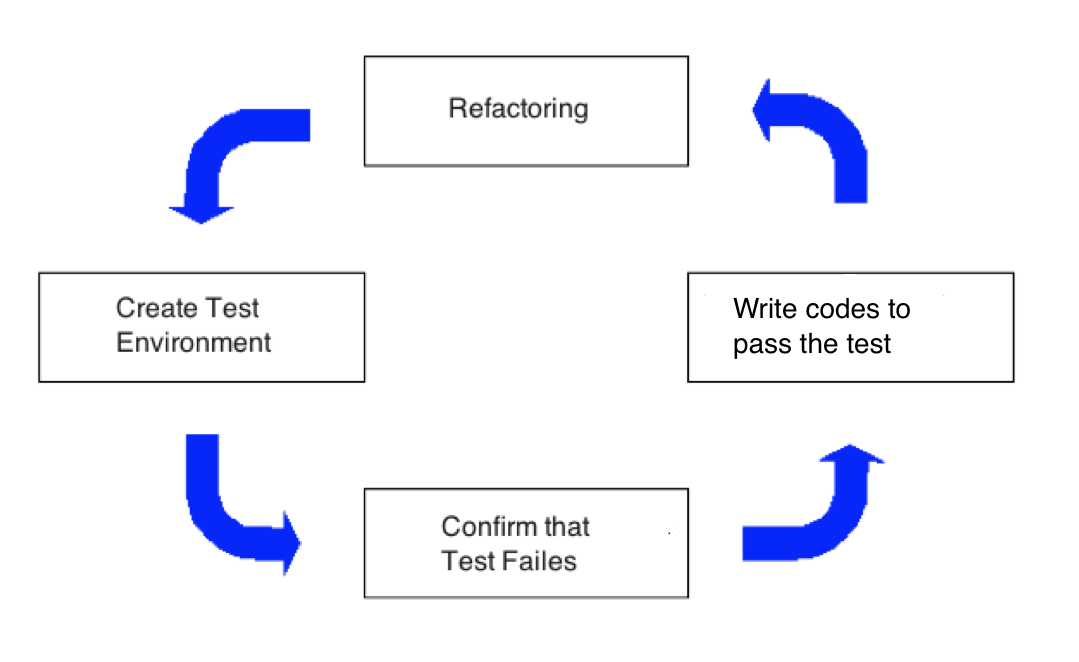 Refactoring
Create Test
Environment
Write codes to
pass the test
Confirm that
Test Failes